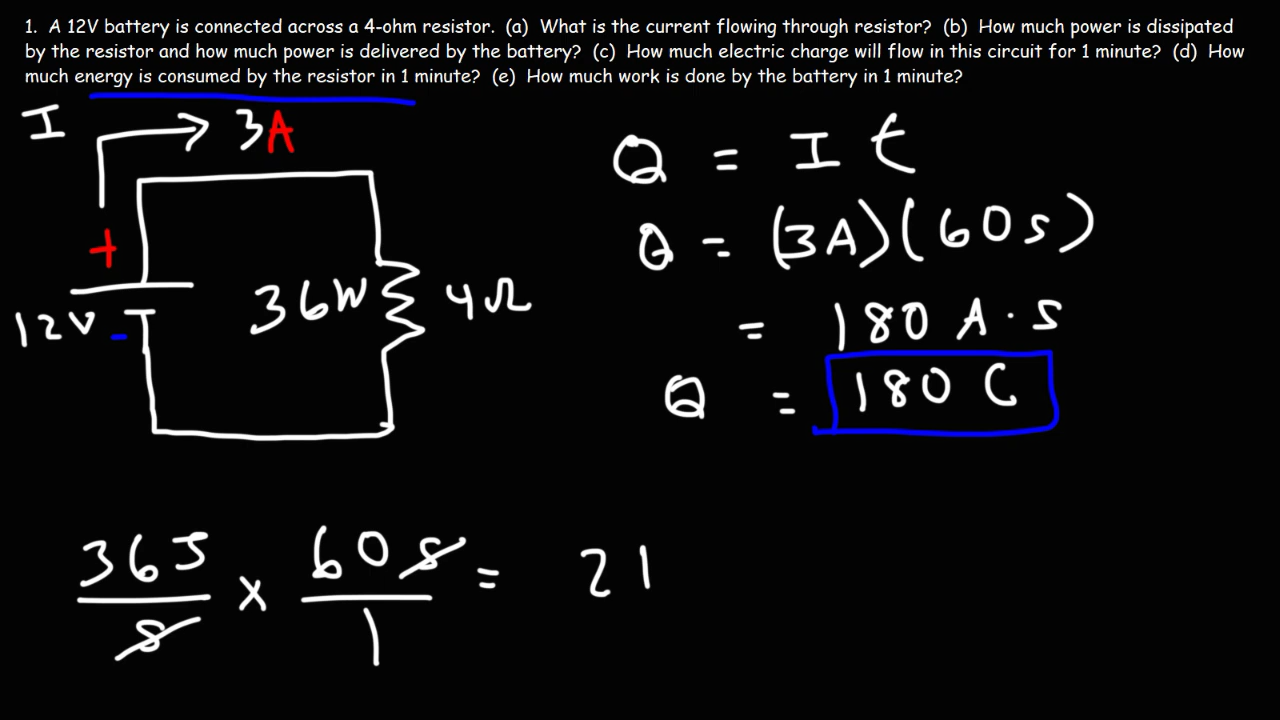 1. A 12V battery is connected across a 4-ohm resistor. (a) What is the current flowing through resistor? (b) How much power is dissipated
by the resistor and how much power is delivered by the battery? (c) How much electric charge will flow in this circuit for 1 minute? (d) How
much energy is consumed by the resistor in 1 minute? (e) How much work is done by the battery in 1 minute?
I 3A
+
12V -
36W 4Ω
Q = I t
Q = (3A)(60s)
= 180 A·s
Q = 180 C
36J/s × 60s/1 = 21